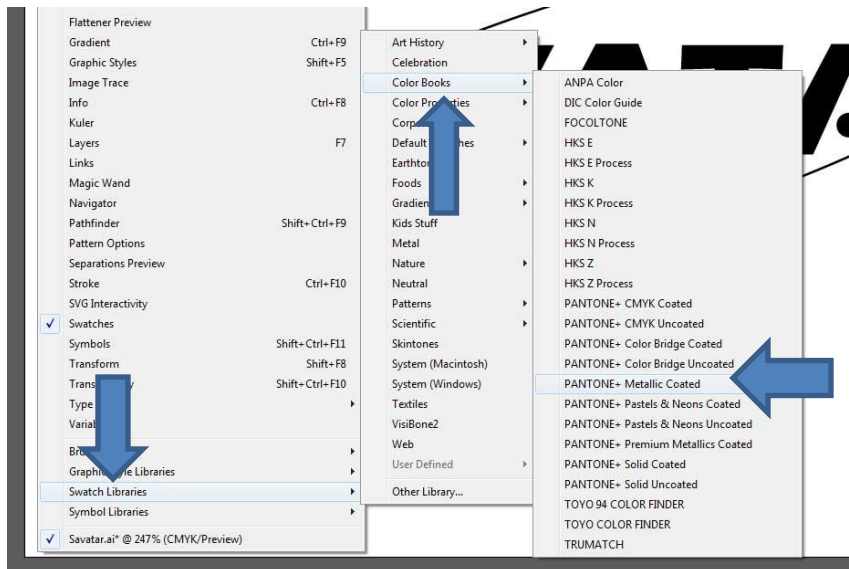 Flattener Preview
Gradient Ctrl+F9
Graphic Styles Shift+F5
Image Trace
Info Ctrl+F8
Kuler
Layers F7
Links
Magic Wand
Navigator
Pathfinder Shift+Ctrl+F9
Pattern Options
Separations Preview
Stroke Ctrl+F10
SVG Interactivity
Swatches
Symbols Shift+Ctrl+F11
Transform Shift+F8
Shift+Ctrl+F10
Type
Graphic Libraries
Swatch Libraries
Symbol Libraries
Savatar.ai* @ 247% (CMYK/Preview)
Art History
Celebration
Color Books
Color Properties
Default
Foods
Kids Stuff
Metal
Nature
Neutral
Patterns
Scientific
Skintones
System (Macintosh)
System (Windows)
Textiles
VisiBone2
Web
User Defined
Other Library...
ANPA Color
DIC Color Guide
FOCOLTONE
HKS E
HKS E Process
HKS K
HKS K Process
HKS N
HKS N Process
HKS Z
HKS Z Process
PANTONE+ CMYK Coated
PANTONE+ CMYK Uncoated
PANTONE+ Color Bridge Coated
PANTONE+ Color Bridge Uncoated
PANTONE+ Metallic Coated
PANTONE+ Pastels & Neons Coated
PANTONE+ Pastels & Neons Uncoated
PANTONE+ Premium Metallics Coated
PANTONE+ Solid Coated
PANTONE+ Solid Uncoated
TOYO 94 COLOR FINDER
TOYO COLOR FINDER
TRUMATCH